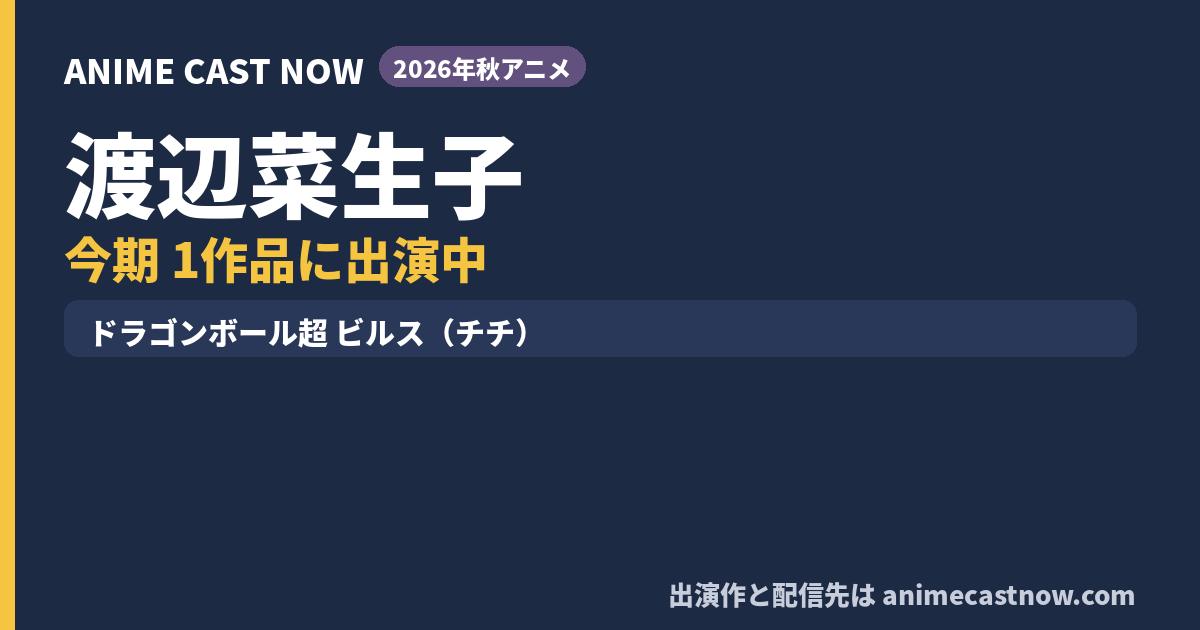 ANIME CAST NOW 2026年秋アニメ
渡辺菜生子
今期 1作品に出演中
ドラゴンボール超 ビルス（チチ）
出演作と配信先は animecastnow.com